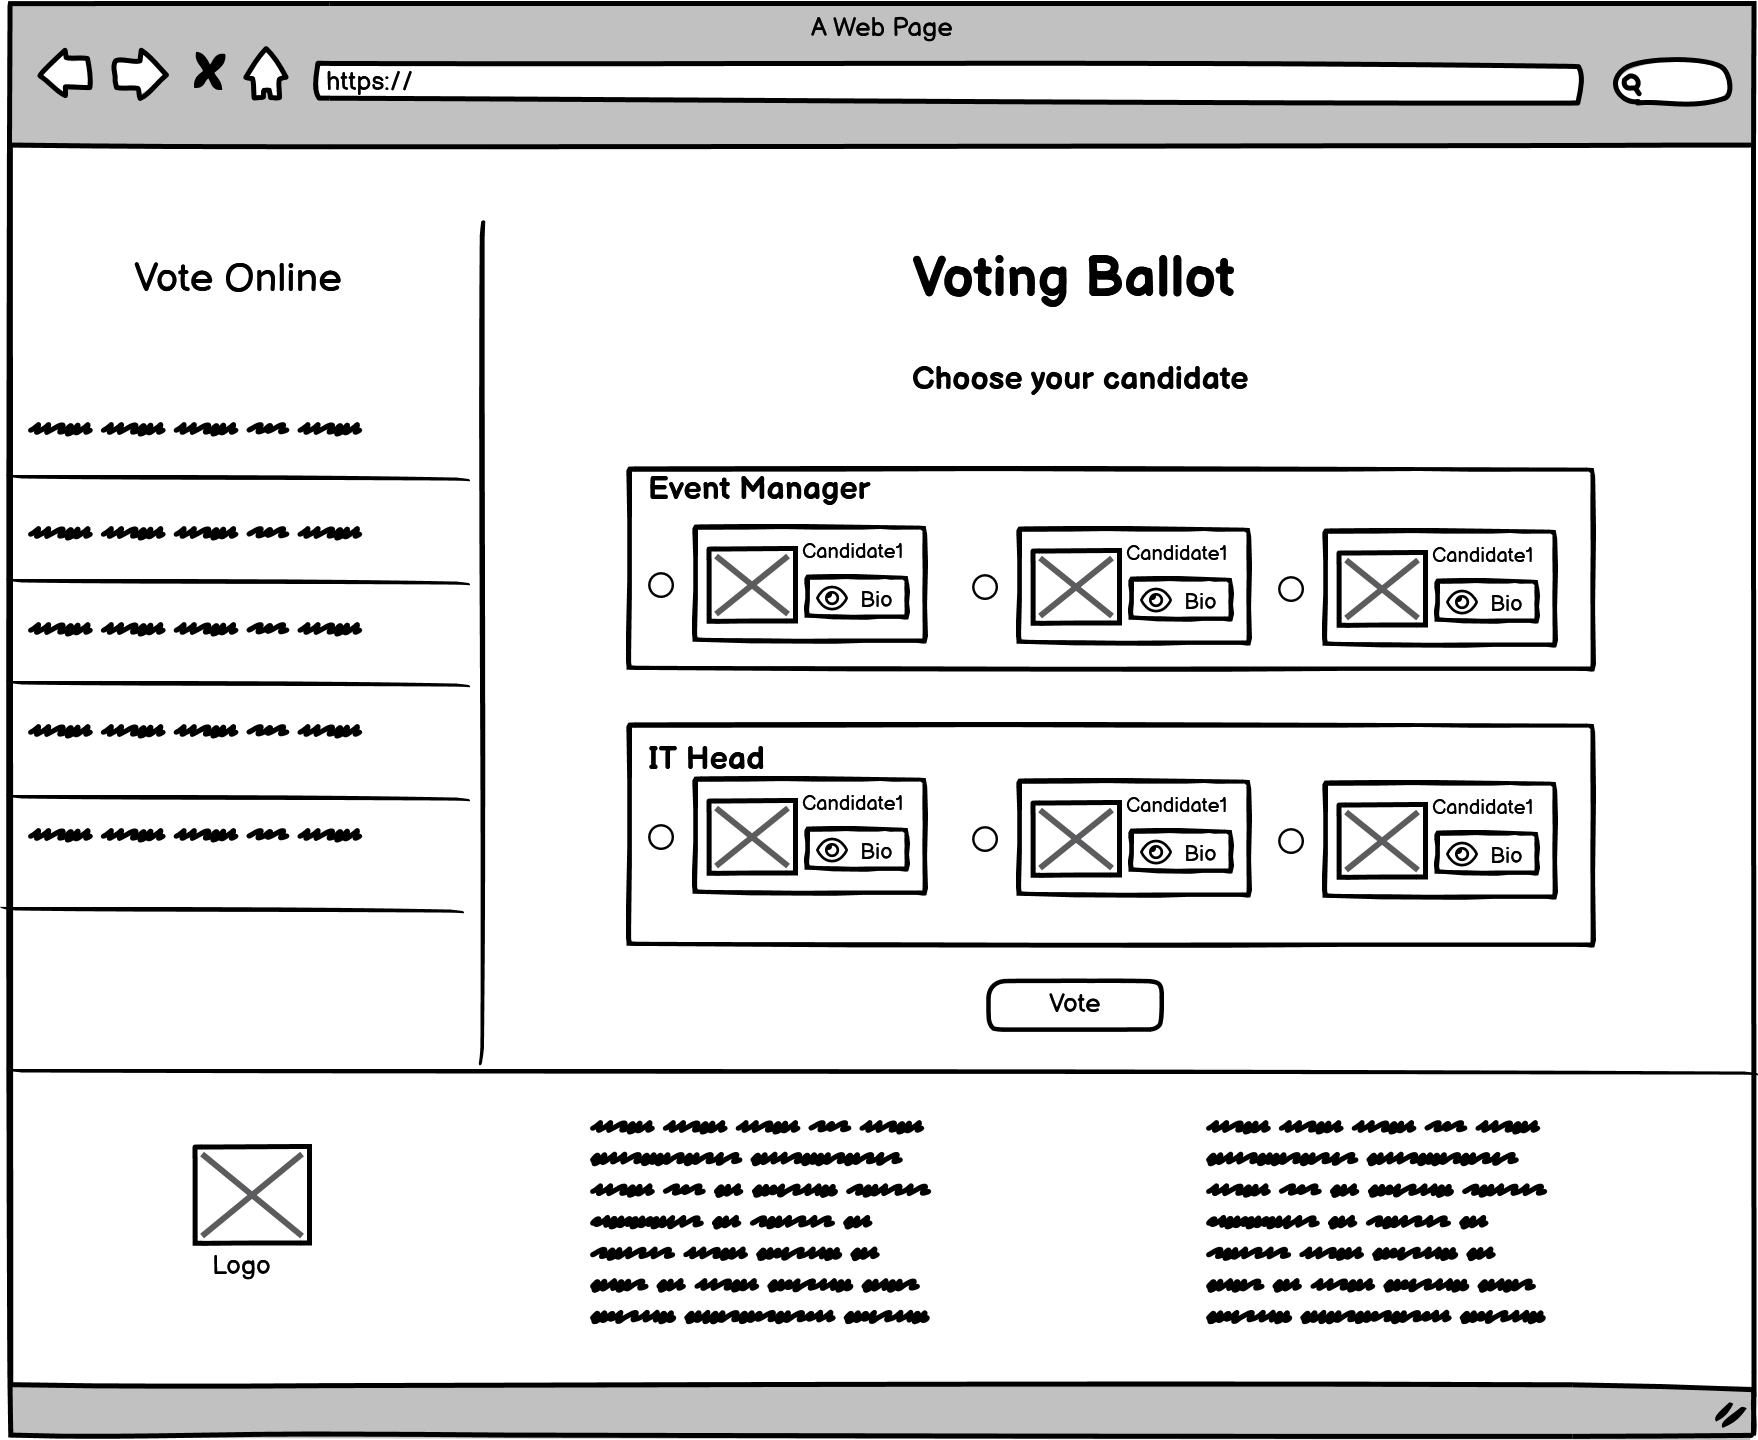 A Web Page
https://
Vote Online
Voting Ballot
Choose your candidate
Event Manager
Candidate1
Bio
Candidate1
Bio
Candidate1
Bio
IT Head
Candidate1
Bio
Candidate1
Bio
Candidate1
Bio
Vote
Logo